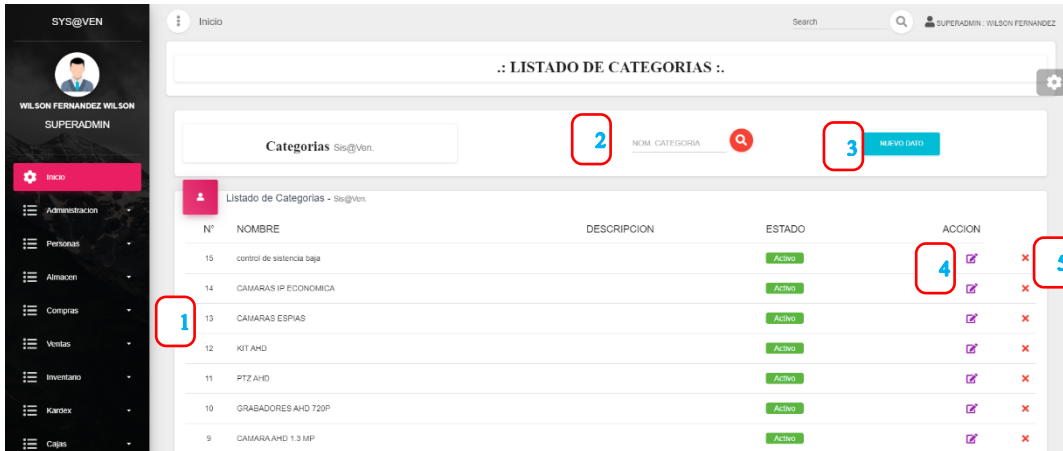 SYS@VEN
WILSON FERNANDEZ WILSON
SUPERADMIN
Inicio
Administracion
Personas
Almacen
Compras
Ventas
Inventario
Kardex
Cajas
Inicio
Search
SUPERADMIN : WILSON FERNANDEZ
.: LISTADO DE CATEGORIAS :.
Categorias Sis@Ven.
2
NOM. CATEGORIA
3
NUEVO DATO
Listado de Categorias - Sis@Ven.
N° NOMBRE DESCRIPCION ESTADO ACCION
15 control de sistencia baja Activo
4
5
14 CAMARAS IP ECONOMICA Activo
1
13 CAMARAS ESPIAS Activo
12 KIT AHD Activo
11 PTZ AHD Activo
10 GRABADORES AHD 720P Activo
9 CAMARA AHD 1.3 MP Activo